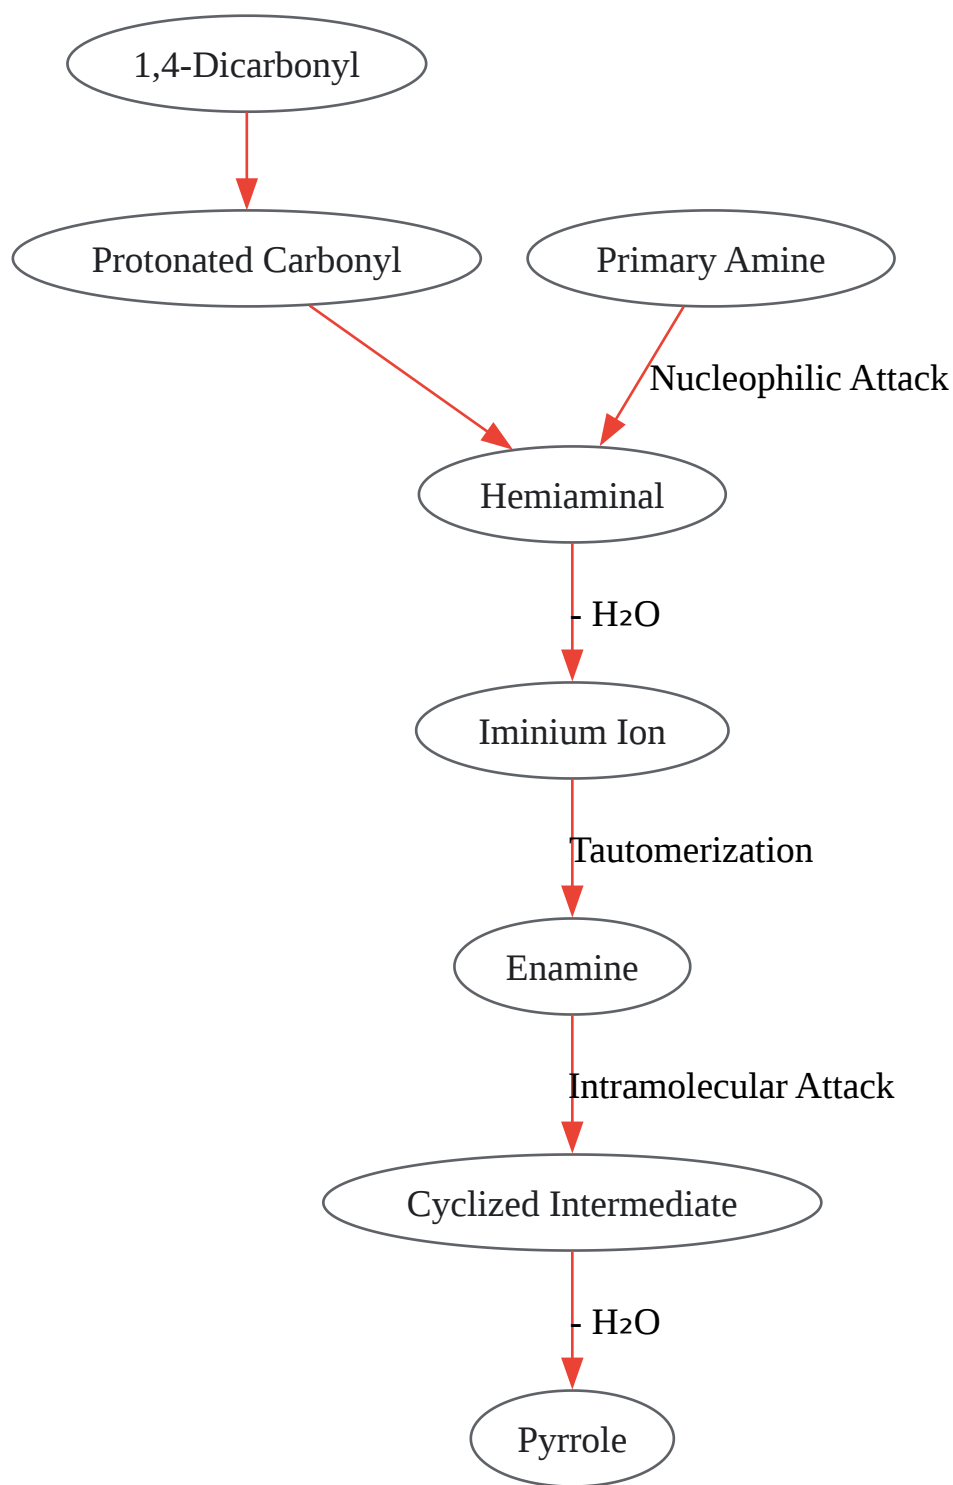 1,4-Dicarbonyl
Protonated Carbonyl
Primary Amine
Nucleophilic Attack
Hemiaminal
- H₂O
Iminium Ion
Tautomerization
Enamine
Intramolecular Attack
Cyclized Intermediate
- H₂O
Pyrrole